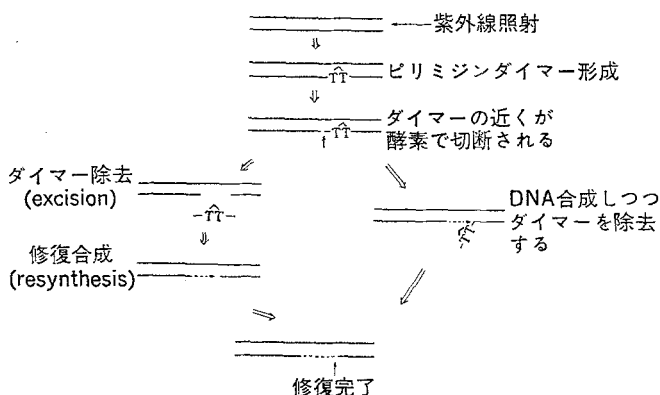 紫外線照射
T͡T ピリミジンダイマー形成
T͡T ダイマーの近くが
酵素で切断される
ダイマー除去
(excision)
T͡T
DNA合成しつつ
ダイマーを除去
する
T͡T
修復合成
(resynthesis)
修復完了